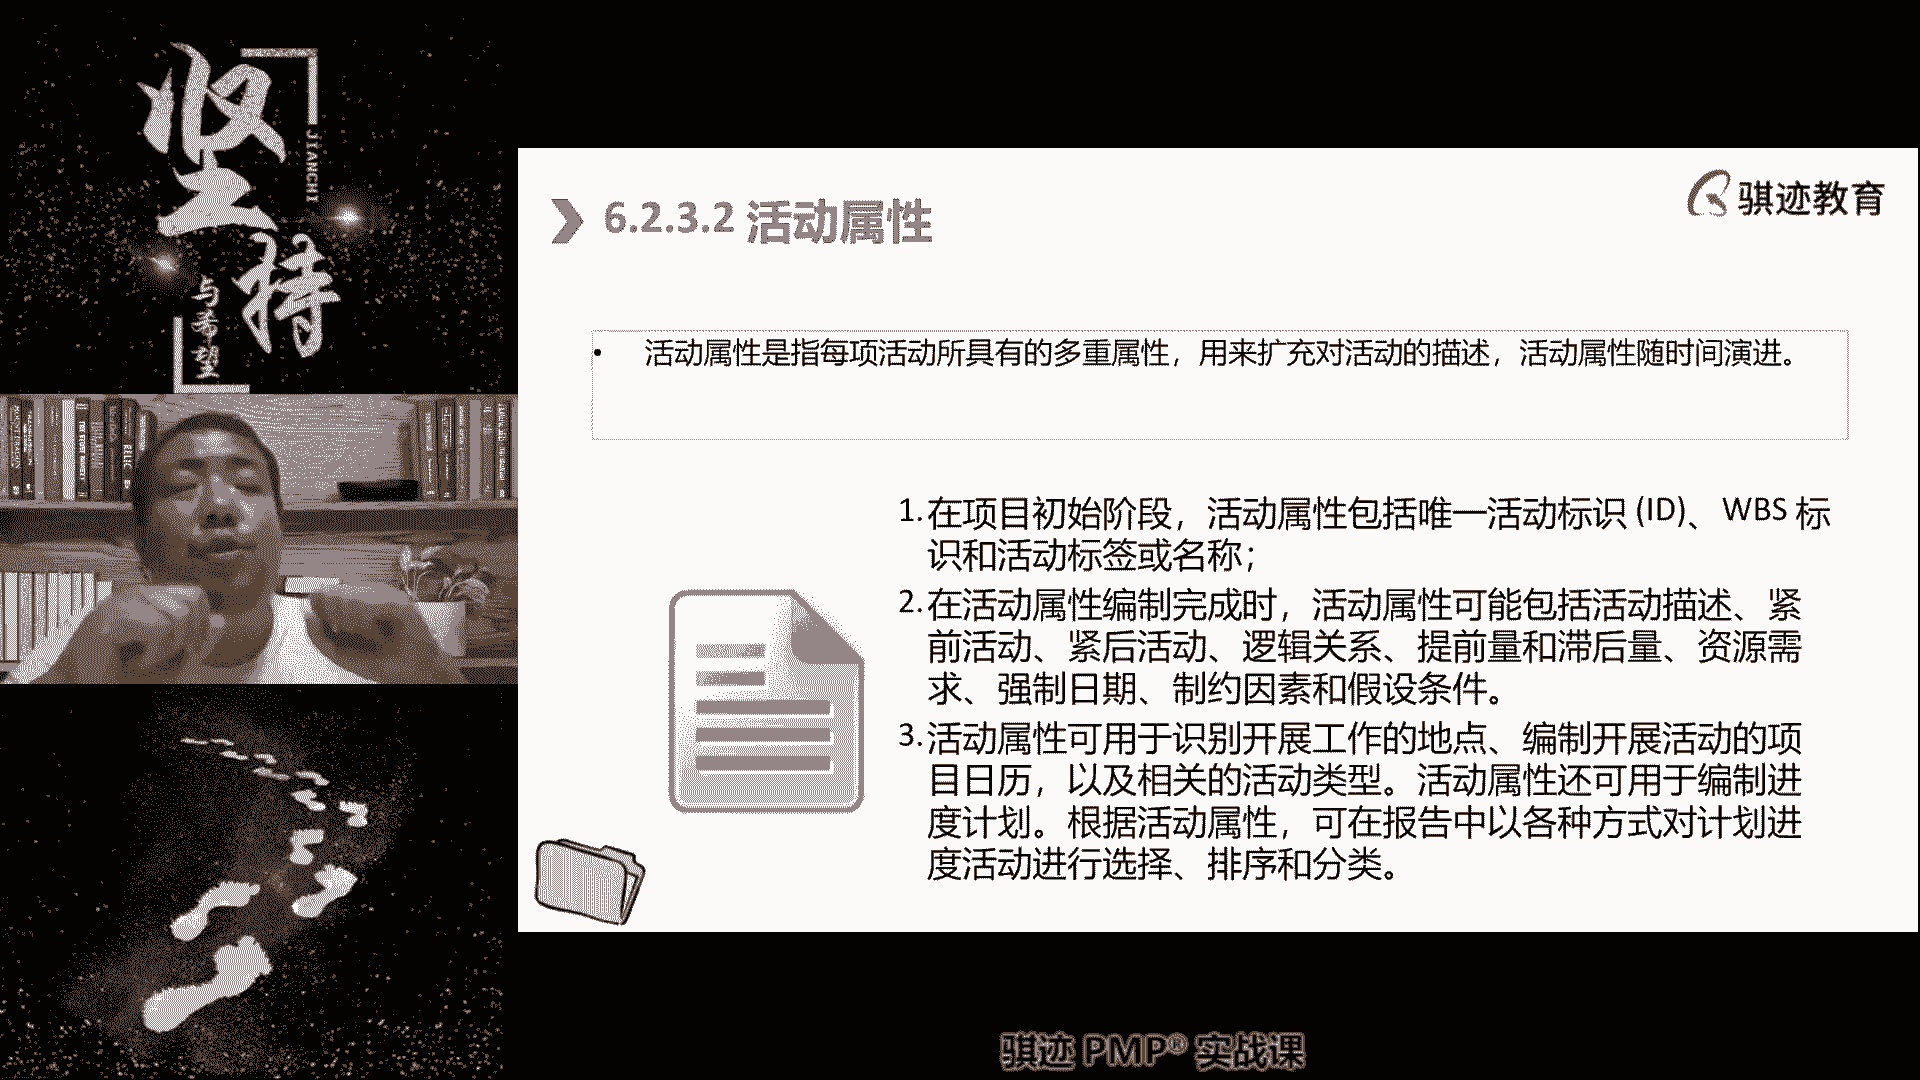 坚持
JIANCHI
与希望
骐迹教育
6.2.3.2 活动属性
• 活动属性是指每项活动所具有的多重属性，用来扩充对活动的描述，活动属性随时间演进。
1.在项目初始阶段，活动属性包括唯一活动标识 (ID)、 WBS 标
识和活动标签或名称；
2.在活动属性编制完成时，活动属性可能包括活动描述、紧
前活动、紧后活动、逻辑关系、提前量和滞后量、资源需
求、强制日期、制约因素和假设条件。
3.活动属性可用于识别开展工作的地点、编制开展活动的项
目日历，以及相关的活动类型。活动属性还可用于编制进
度计划。根据活动属性，可在报告中以各种方式对计划进
度活动进行选择、排序和分类。
骐迹 PMP® 实战课